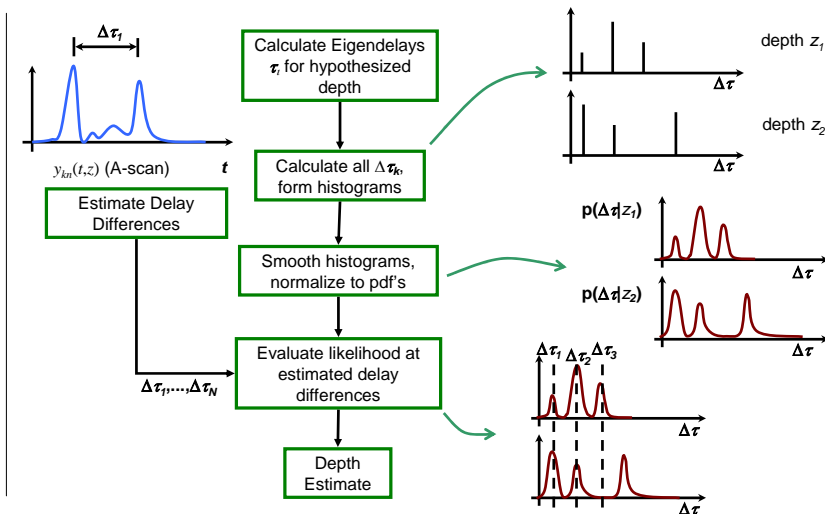 Δτ₁
t
yₖₙ(t,z) (A-scan)
Estimate Delay
Differences
Δτ₁,...,Δτ_N
Calculate Eigendelays
τᵢ for hypothesized
depth
Calculate all Δτₖ,
form histograms
Smooth histograms,
normalize to pdf's
Evaluate likelihood at
estimated delay
differences
Depth
Estimate
depth z₁
Δτ
depth z₂
Δτ
p(Δτ|z₁)
Δτ
p(Δτ|z₂)
Δτ
Δτ₁ Δτ₂ Δτ₃
Δτ
Δτ